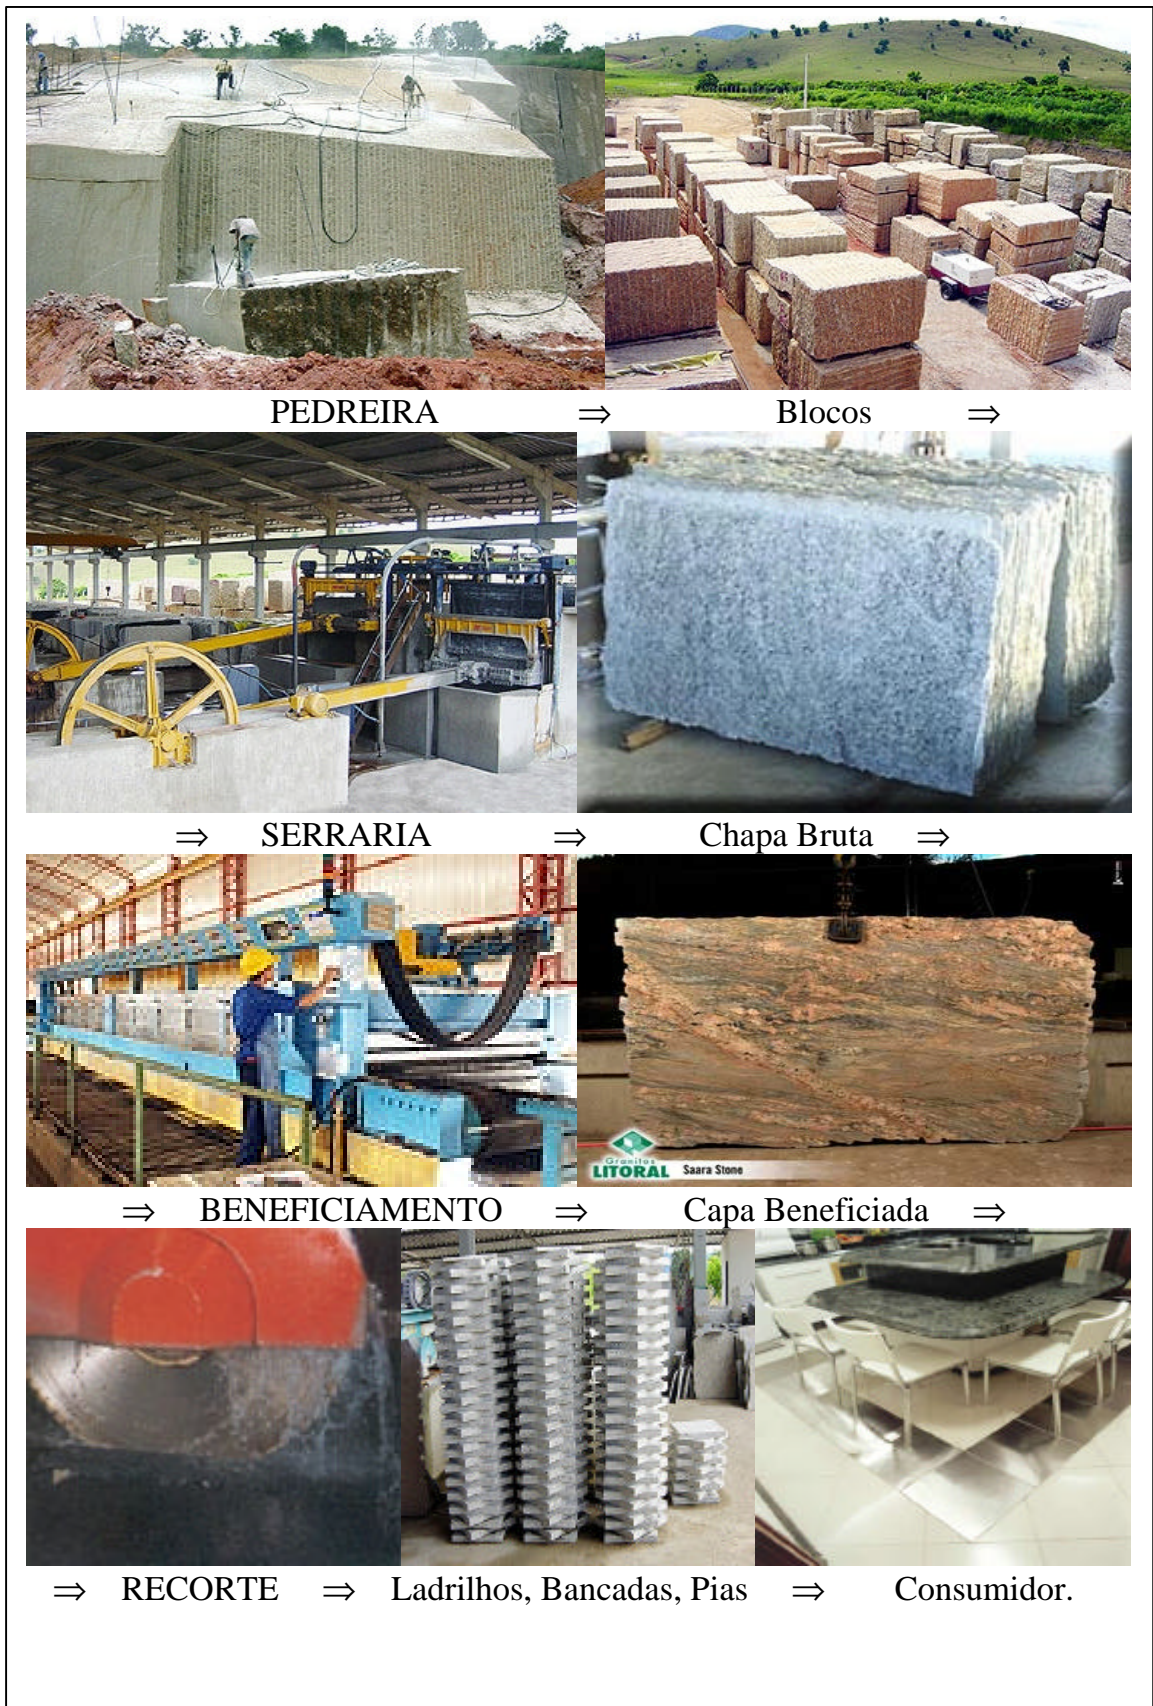 PEDREIRA ⇒ Blocos ⇒
⇒ SERRARIA ⇒ Chapa Bruta ⇒
Granitos
LITORAL Saara Stone
⇒ BENEFICIAMENTO ⇒ Capa Beneficiada ⇒
⇒ RECORTE ⇒ Ladrilhos, Bancadas, Pias ⇒ Consumidor.